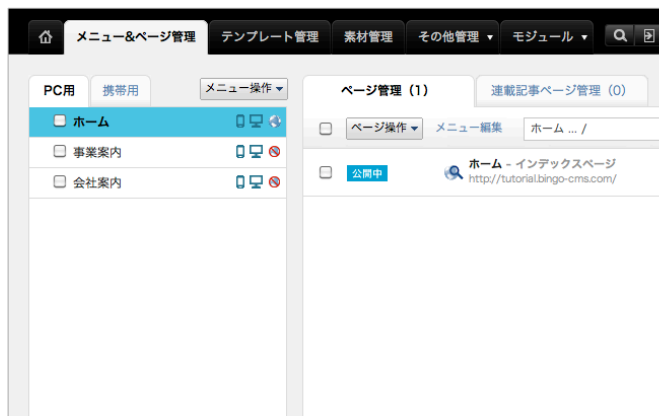 メニュー&ページ管理 テンプレート管理 素材管理 その他管理 ▼ モジュール ▼
PC用 携帯用 メニュー操作▼
ページ管理（1） 連載記事ページ管理（0）
ホーム
ページ操作▼ メニュー編集 ホーム ... /
事業案内
会社案内
公開中 ホーム - インデックスページ
http://tutorial.bingo-cms.com/